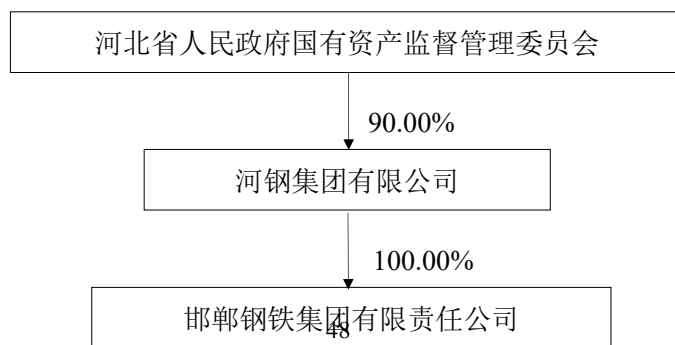 河北省人民政府国有资产监督管理委员会
90.00%
河钢集团有限公司
100.00%
邯郸钢铁集团有限责任公司
48